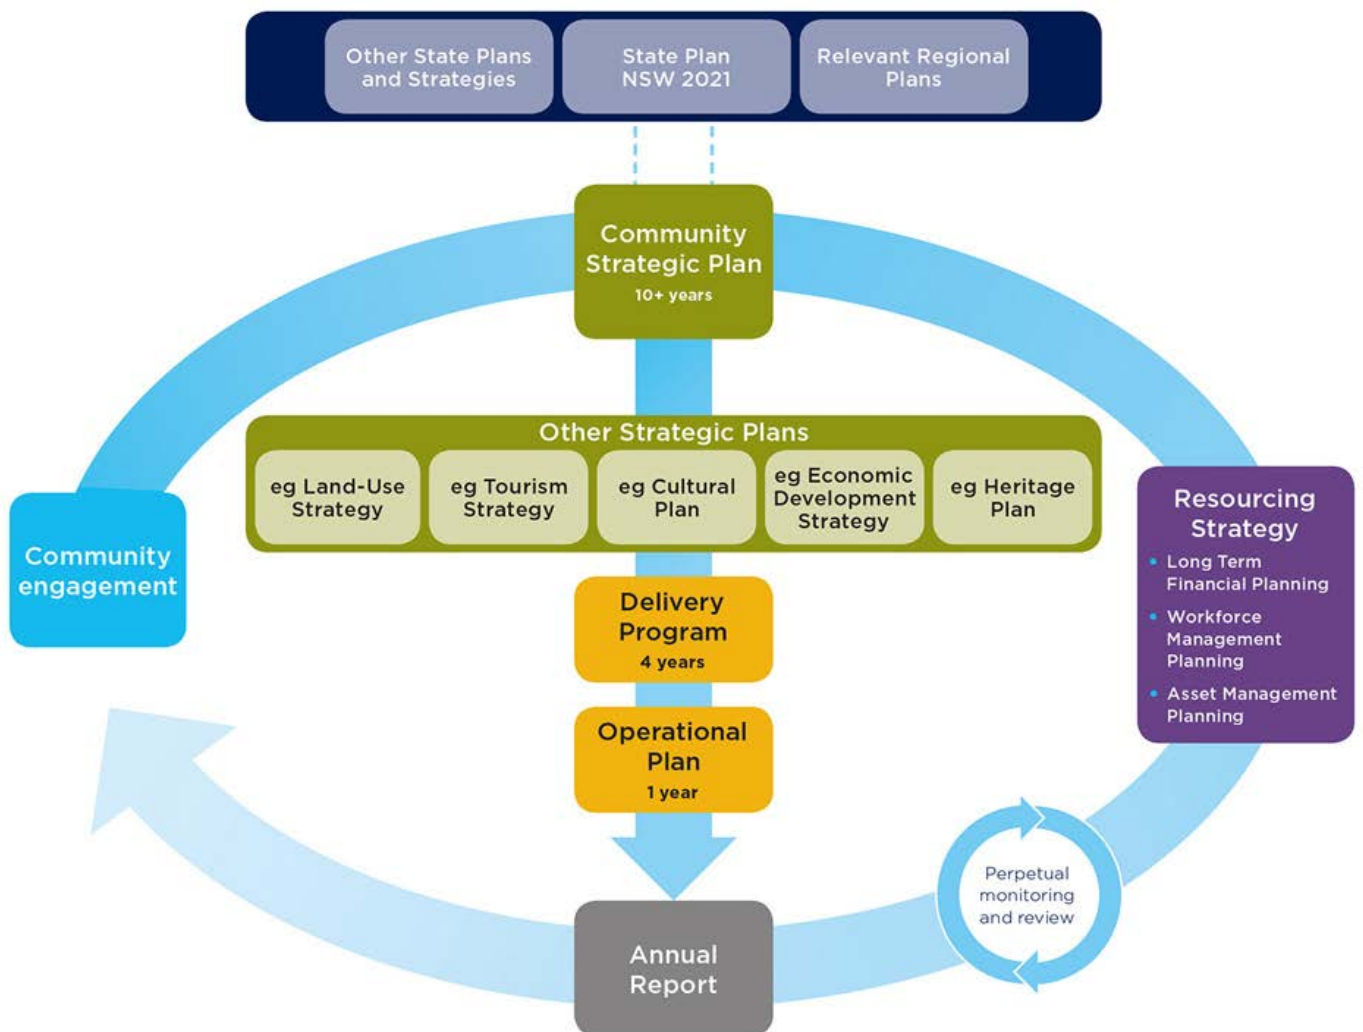 Other State Plans
and Strategies
State Plan
NSW 2021
Relevant Regional
Plans
Community
Strategic Plan
10+ years
Other Strategic Plans
eg Land-Use
Strategy
eg Tourism
Strategy
eg Cultural
Plan
eg Economic
Development
Strategy
eg Heritage
Plan
Community
engagement
Resourcing
Strategy
• Long Term
Financial Planning
• Workforce
Management
Planning
• Asset Management
Planning
Delivery
Program
4 years
Operational
Plan
1 year
Perpetual
monitoring
and review
Annual
Report